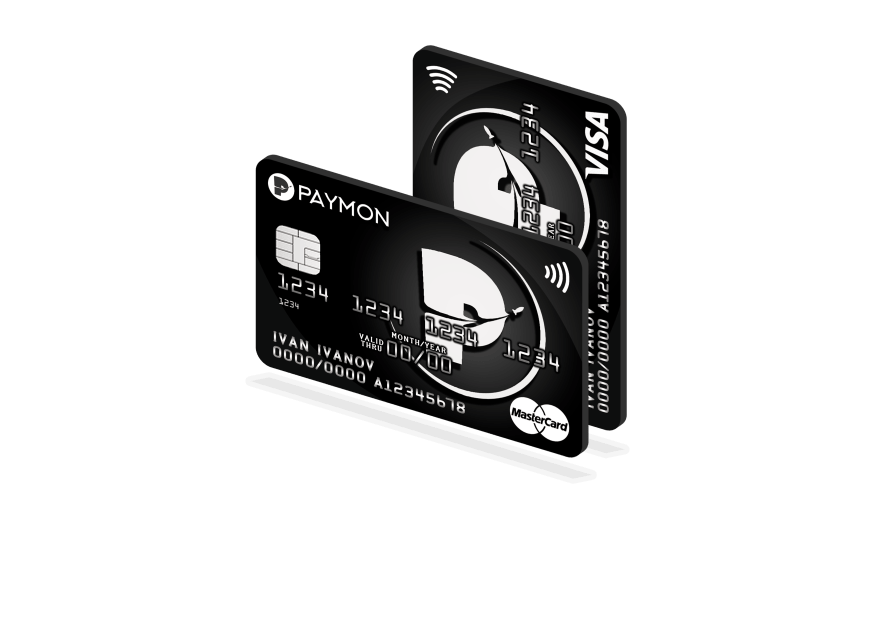 PAYMON
1234 1234 1234 1234
1234
MONTH/YEAR
VALID THRU 00/00
IVAN IVANOV
0000/0000 A12345678
MasterCard
VISA
1234
1234
00
IVAN IVANOV
0000/0000 A12345678